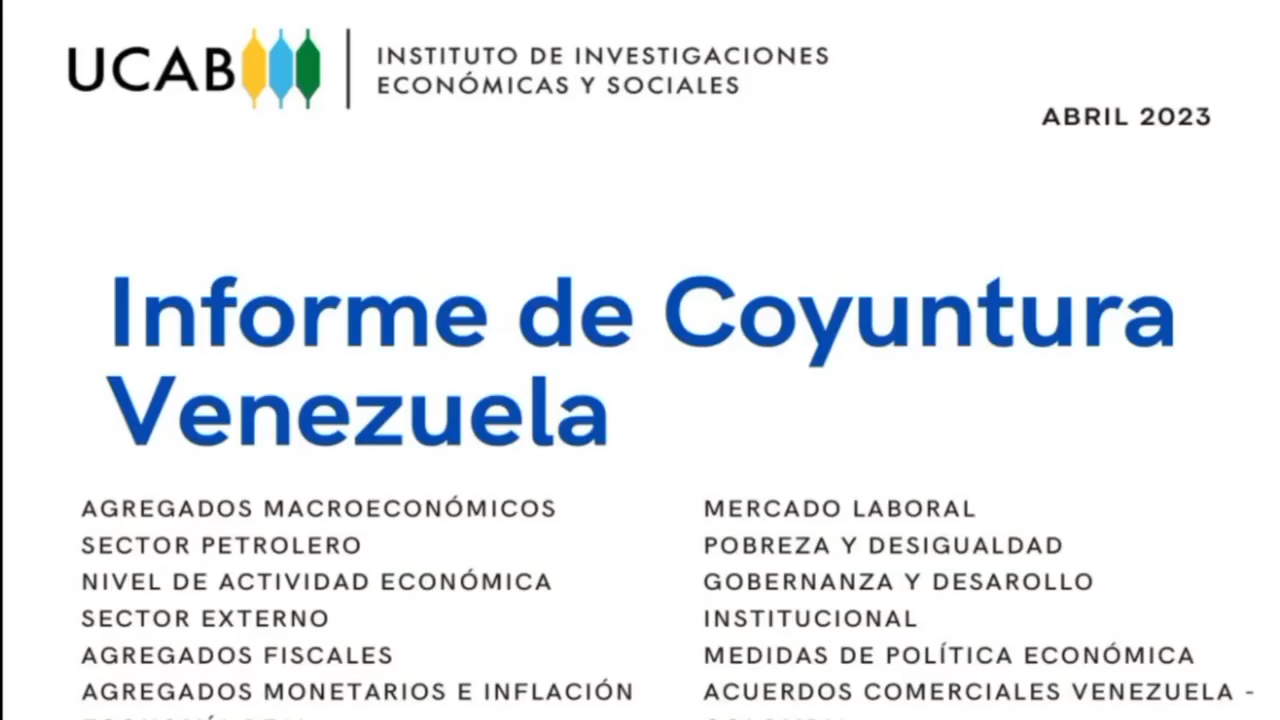 UCAB
INSTITUTO DE INVESTIGACIONES
ECONÓMICAS Y SOCIALES
ABRIL 2023
Informe de Coyuntura
Venezuela
AGREGADOS MACROECONÓMICOS
SECTOR PETROLERO
NIVEL DE ACTIVIDAD ECONÓMICA
SECTOR EXTERNO
AGREGADOS FISCALES
AGREGADOS MONETARIOS E INFLACIÓN
MERCADO LABORAL
POBREZA Y DESIGUALDAD
GOBERNANZA Y DESAROLLO
INSTITUCIONAL
MEDIDAS DE POLÍTICA ECONÓMICA
ACUERDOS COMERCIALES VENEZUELA -